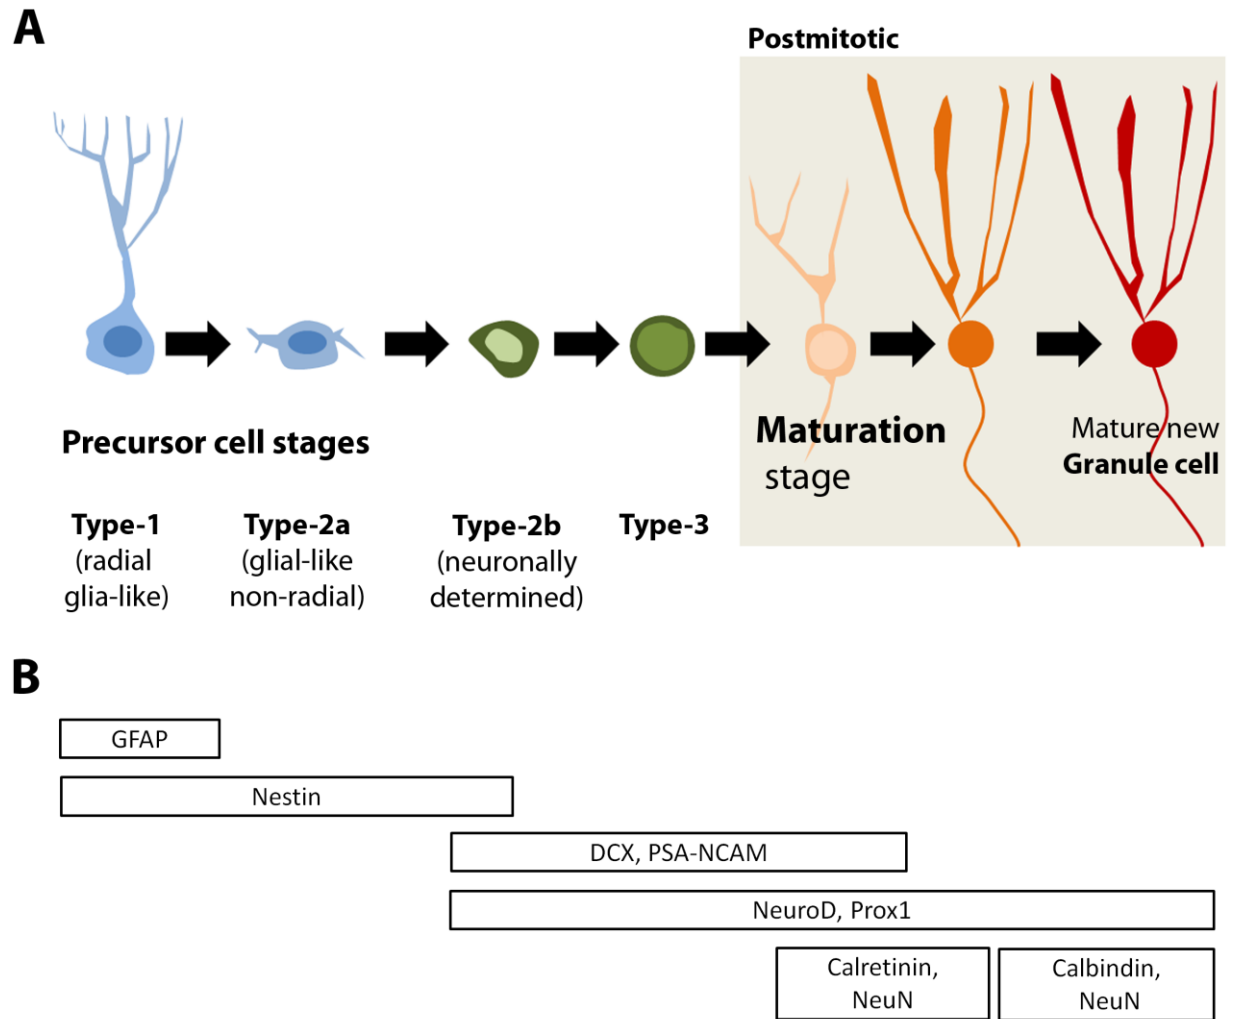 A
Postmitotic
Precursor cell stages
Maturation
stage
Mature new
Granule cell
Type-1
(radial
glia-like)
Type-2a
(glial-like
non-radial)
Type-2b
(neuronally
determined)
Type-3
B
GFAP
Nestin
DCX, PSA-NCAM
NeuroD, Prox1
Calretinin,
NeuN
Calbindin,
NeuN